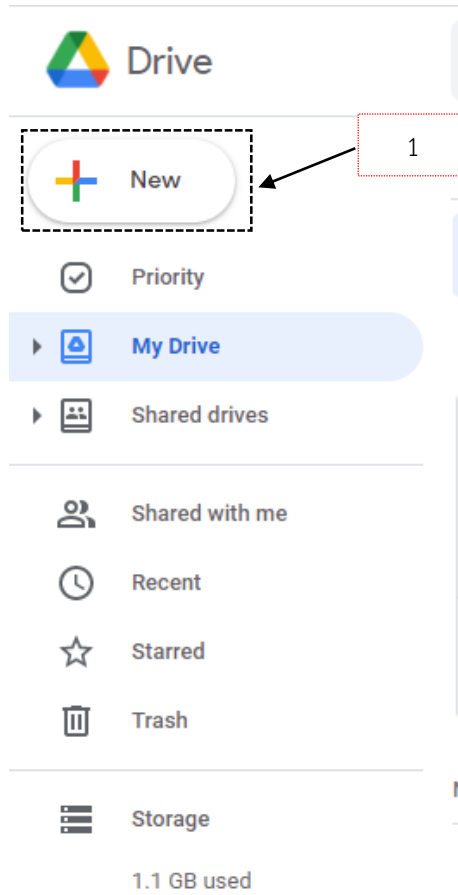 Drive
1
New
Priority
My Drive
Shared drives
Shared with me
Recent
Starred
Trash
Storage
1.1 GB used